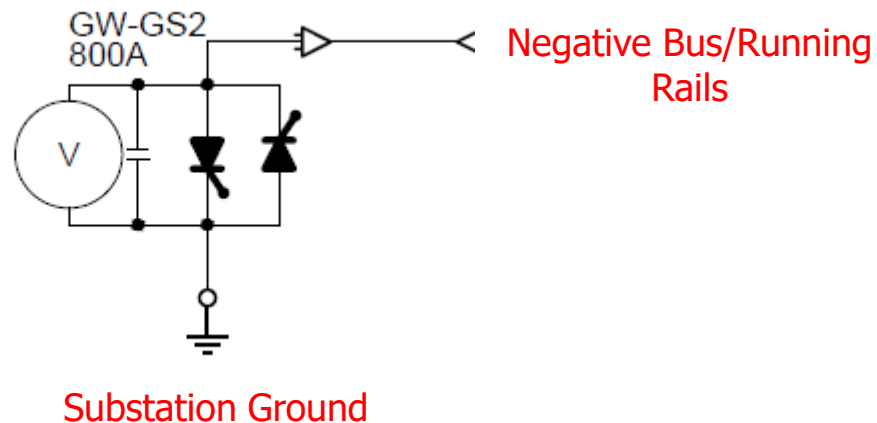 GW-GS2
800A
Negative Bus/Running
Rails
V
Substation Ground